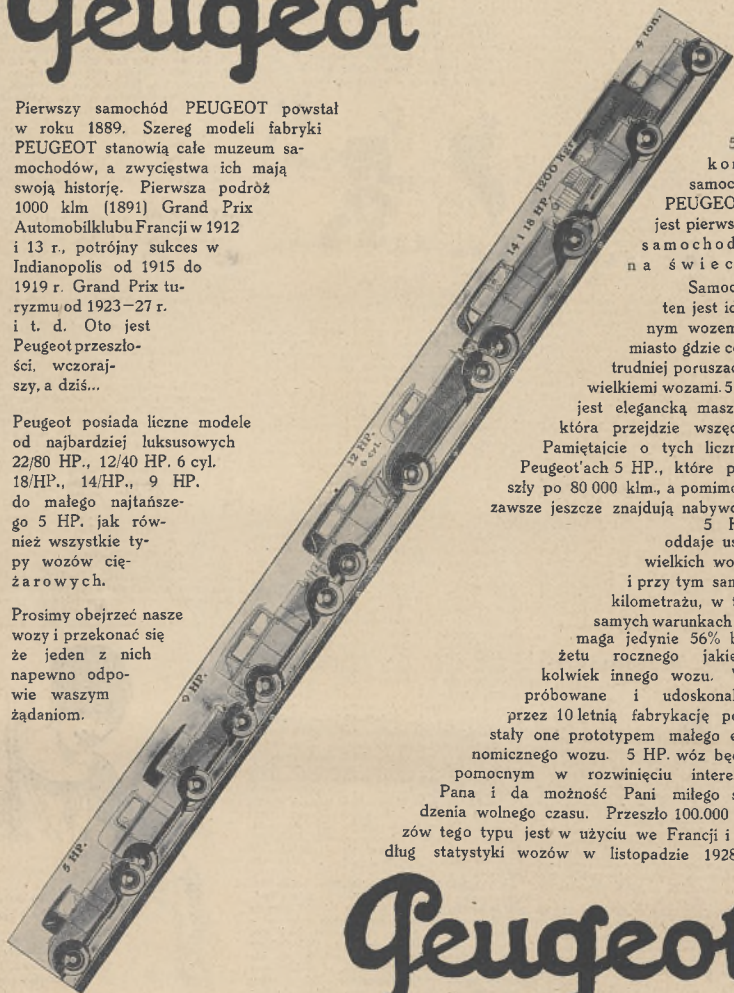 Peugeot
Pierwszy samochód PEUGEOT powstał
w roku 1889. Szereg modeli fabryki
PEUGEOT stanowią całe muzeum sa-
mochodów, a zwycięstwa ich mają
swoją historję. Pierwsza podróż
1000 klm (1891) Grand Prix
Automobilklubu Francji w 1912
i 13 r., potrójny sukces w
Indianopolis od 1915 do
1919 r. Grand Prix tu-
ryzmu od 1923—27 r.
i t. d. Oto jest
Peugeot przeszło-
ści, wczoraj-
szy, a dziś...
Peugeot posiada liczne modele
od najbardziej luksusowych
22/80 HP., 12/40 HP. 6 cyl.
18/HP., 14/HP., 9 HP.
do małego najtańsze-
go 5 HP. jak rów-
nież wszystkie ty-
py wozów cię-
żarowych.
Prosimy obejrzeć nasze
wozy i przekonać się
że jeden z nich
napewno odpo-
wie waszym
żądaniom.
4 ton.
1200 Kgr.
14 i 18 HP.
12 HP.
6 cyl.
9 HP.
5 HP.
5
kon
samoc
PEUGEO
jest pierws
samochod
na świec
Samoc
ten jest id
nym wozem
miasto gdzie co
trudniej poruszać
wielkiemi wozami. 5
jest elegancką masz
która przejdzie wszęd
Pamiętajcie o tych liczn
Peugeot'ach 5 HP., które p
szły po 80 000 klm., a pomimo
zawsze jeszcze znajdują nabywc
5 H
oddaje us
wielkich wo
i przy tym sam
kilometrażu, w t
samych warunkach
maga jedynie 56% b
żetu rocznego jakie
kolwiek innego wozu. W
próbowane i udoskonal
przez 10 letnią fabrykację po
stały one prototypem małego e
nomicznego wozu. 5 HP. wóz będ
pomocnym w rozwinięciu intere
Pana i da możność Pani miłego s
dzenia wolnego czasu. Przeszło 100.000
zów tego typu jest w użyciu we Francji i
dług statystyki wozów w listopadzie 1928
Peugeot